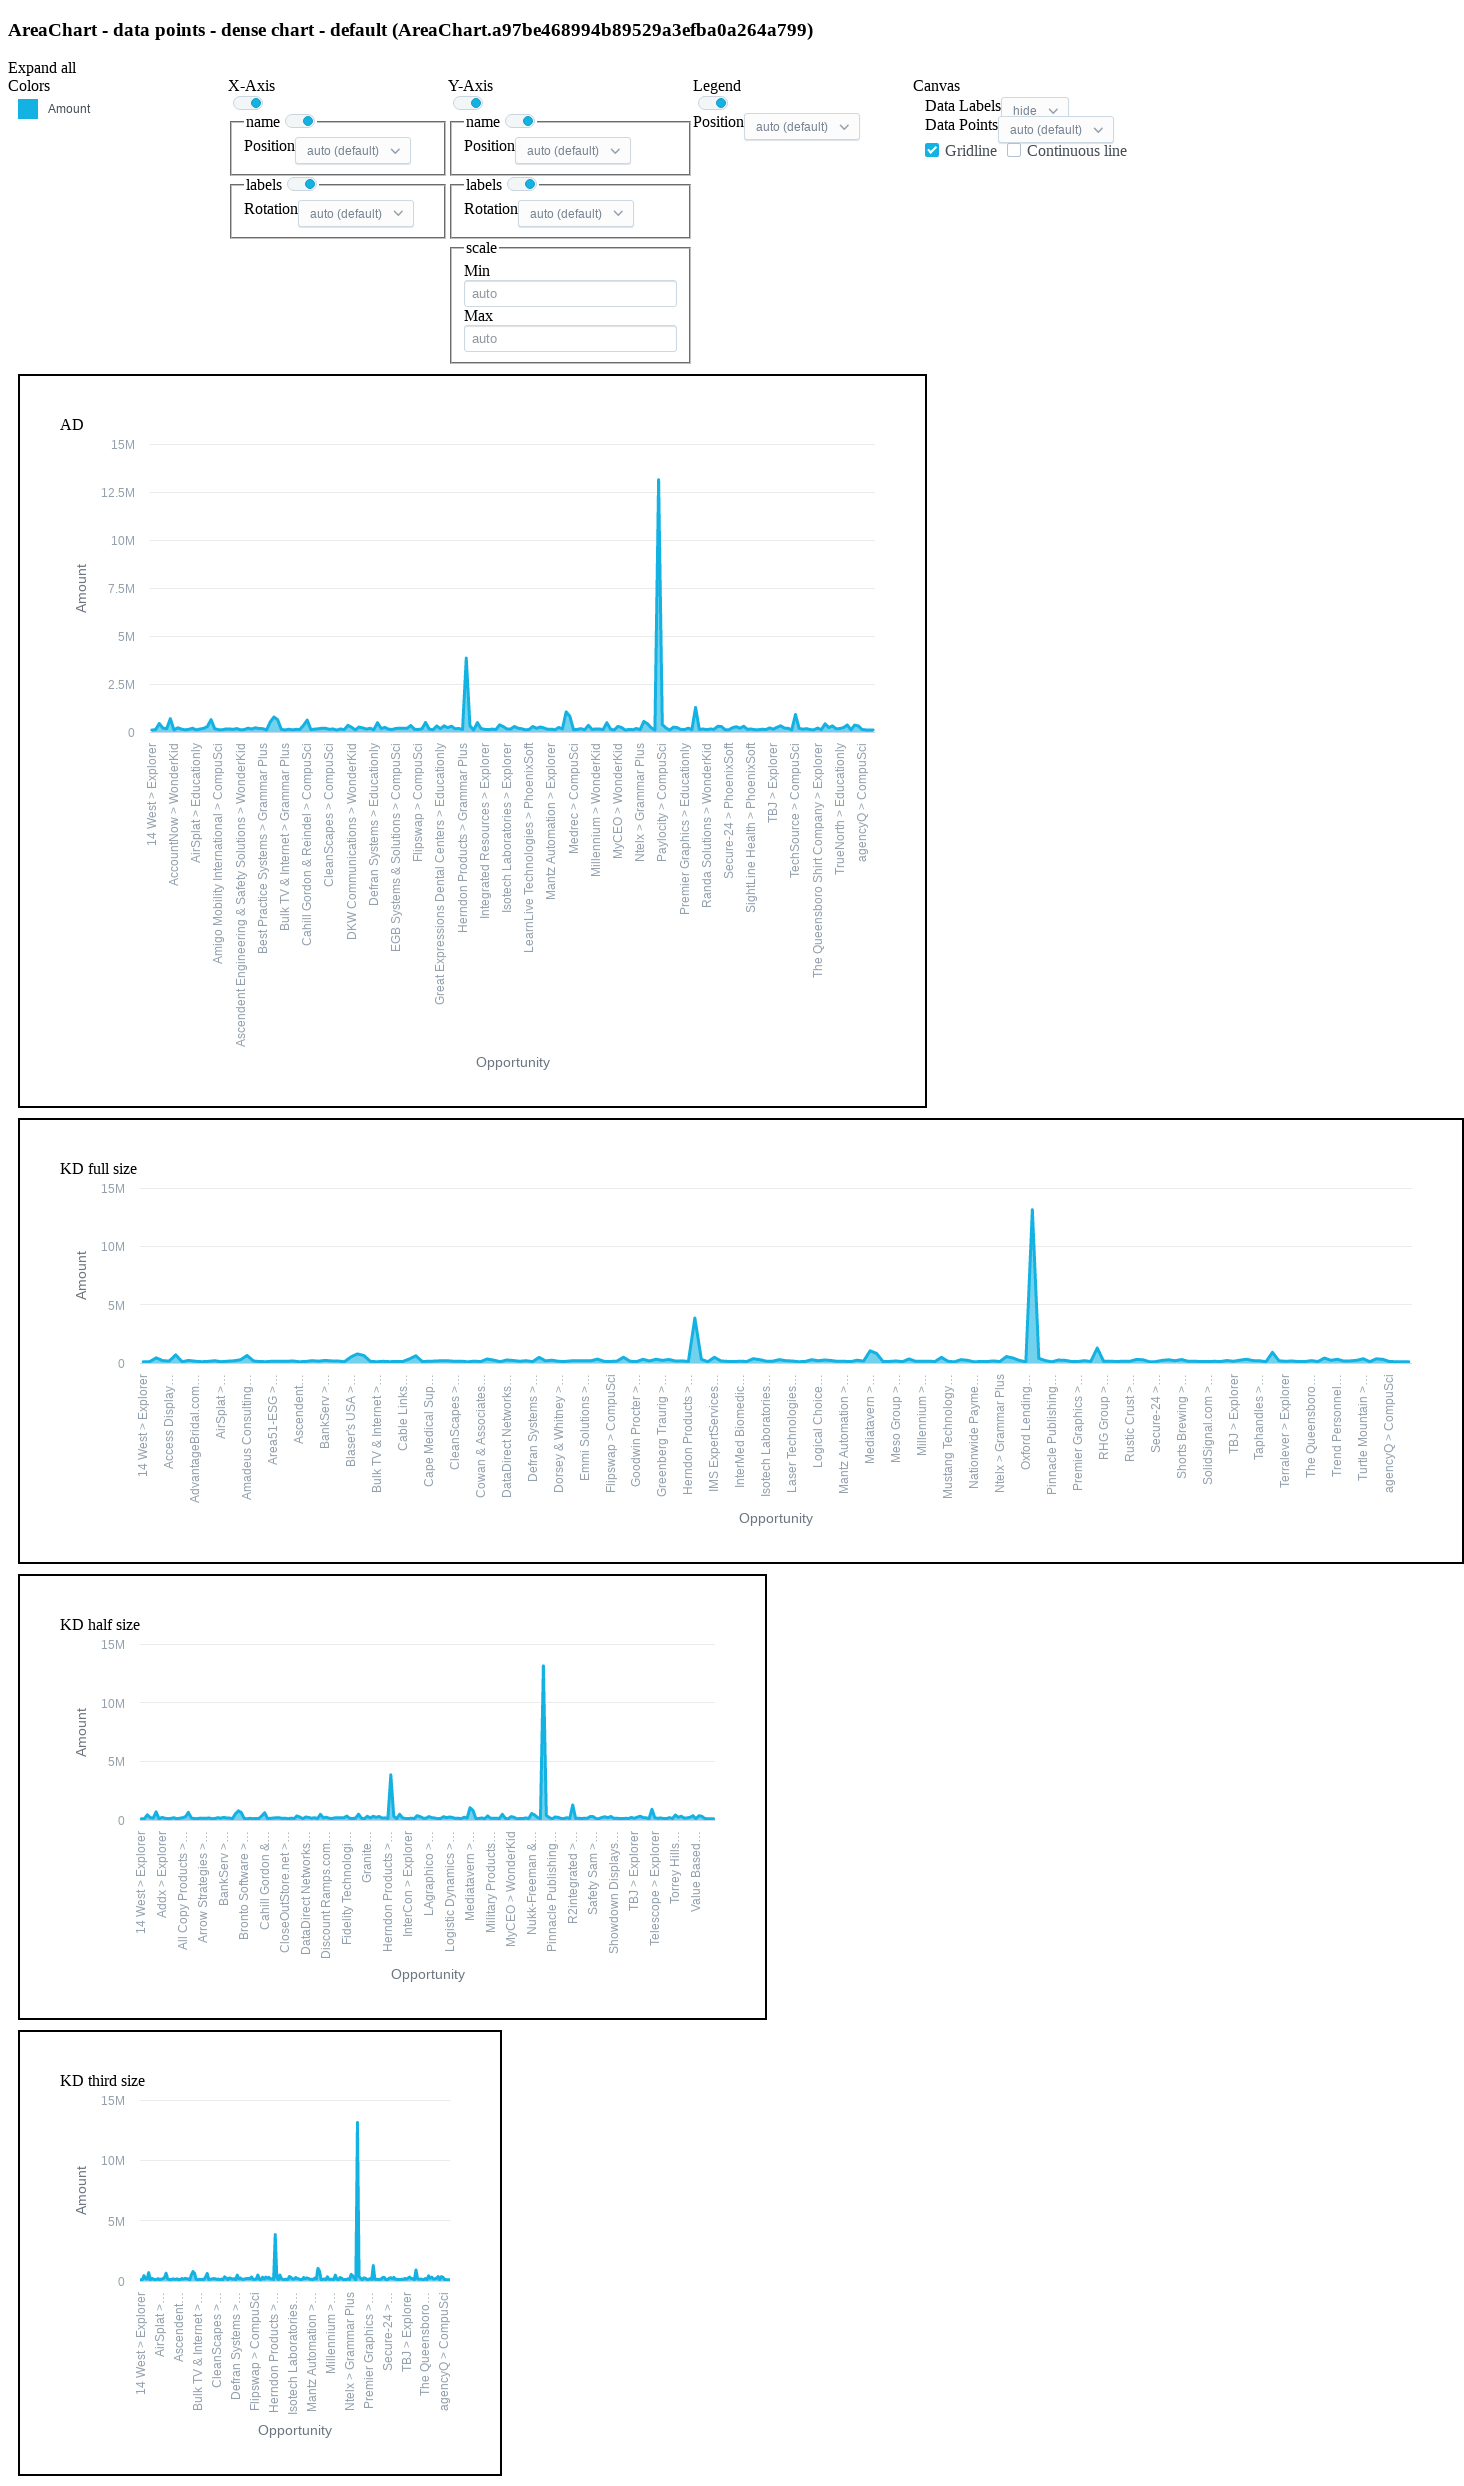 AreaChart - data points - dense chart - default (AreaChart.a97be468994b89529a3efba0a264a799)
Expand all
Colors
Amount
X-Axis
name
Position auto (default)
labels
Rotation auto (default)
Y-Axis
name
Position auto (default)
labels
Rotation auto (default)
scale
Min
auto
Max
auto
Legend
Position auto (default)
Canvas
Data Labels hide
Data Points auto (default)
Gridline Continuous line
AD
15M
12.5M
10M
7.5M
5M
2.5M
0
Amount
14 West > Explorer
AccountNow > WonderKid
AirSplat > Educationly
Amigo Mobility International > CompuSci
Ascendent Engineering & Safety Solutions > WonderKid
Best Practice Systems > Grammar Plus
Bulk TV & Internet > Grammar Plus
Cahill Gordon & Reindel > CompuSci
CleanScapes > CompuSci
DKW Communications > WonderKid
Defran Systems > Educationly
EGB Systems & Solutions > CompuSci
Flipswap > CompuSci
Great Expressions Dental Centers > Educationly
Herndon Products > Grammar Plus
Integrated Resources > Explorer
Isotech Laboratories > Explorer
LearnLive Technologies > PhoenixSoft
Mantz Automation > Explorer
Medrec > CompuSci
Millennium > WonderKid
MyCEO > WonderKid
Ntelx > Grammar Plus
Paylocity > CompuSci
Premier Graphics > Educationly
Randa Solutions > WonderKid
Secure-24 > PhoenixSoft
SightLine Health > PhoenixSoft
TBJ > Explorer
TechSource > CompuSci
The Queensboro Shirt Company > Explorer
TrueNorth > Educationly
agencyQ > CompuSci
Opportunity
KD full size
15M
10M
5M
0
Amount
14 West > Explorer
Access Display…
AdvantageBridal.com…
AirSplat >…
Amadeus Consulting
Area51-ESG >…
Ascendent…
BankServ >…
Blaser's USA >…
Bulk TV & Internet >…
Cable Links
Cape Medical Sup
CleanScapes >
Cowan & Associates…
DataDirect Networks
Defran Systems >…
Dorsey & Whitney >…
Emmi Solutions >…
Flipswap > CompuSci
Goodwin Procter >
Greenberg Traurig >…
Herndon Products >…
IMS ExpertServices…
InterMed Biomedic…
Isotech Laboratories…
Laser Technologies…
Logical Choice…
Mantz Automation >
Mediatavern >…
Meso Group >…
Millennium >…
Mustang Technology…
Nationwide Payme…
Ntelx > Grammar Plus
Oxford Lending…
Pinnacle Publishing…
Premier Graphics >…
RHG Group >…
Rustic Crust >…
Secure-24 >…
Shorts Brewing >…
SolidSignal.com >…
TBJ > Explorer
Taphandles >…
Terralever > Explorer
The Queensboro…
Trend Personnel…
Turtle Mountain >…
agencyQ > CompuSci
Opportunity
KD half size
15M
10M
5M
0
Amount
14 West > Explorer
Addx > Explorer
All Copy Products >…
Arrow Strategies >…
BankServ >…
Bronto Software >…
Cahill Gordon &…
CloseOutStore.net >…
DataDirect Networks…
Discount Ramps.com…
Fidelity Technologi…
Granite…
Herndon Products >…
InterCon > Explorer
LAgraphico >…
Logistic Dynamics >…
Mediatavern >…
Military Products…
MyCEO > WonderKid
Nukk-Freeman &…
Pinnacle Publishing…
R2integrated >…
Safety Sam >…
Showdown Displays…
TBJ > Explorer
Telescope > Explorer
Torrey Hills…
Value Based…
Opportunity
KD third size
15M
10M
5M
0
Amount
14 West > Explorer
AirSplat >…
Ascendent…
Bulk TV & Internet >…
CleanScapes >…
Defran Systems >…
Flipswap > CompuSci
Herndon Products >…
Isotech Laboratories…
Mantz Automation >…
Millennium >…
Ntelx > Grammar Plus
Premier Graphics >…
Secure-24 >…
TBJ > Explorer
The Queensboro…
agencyQ > CompuSci
Opportunity